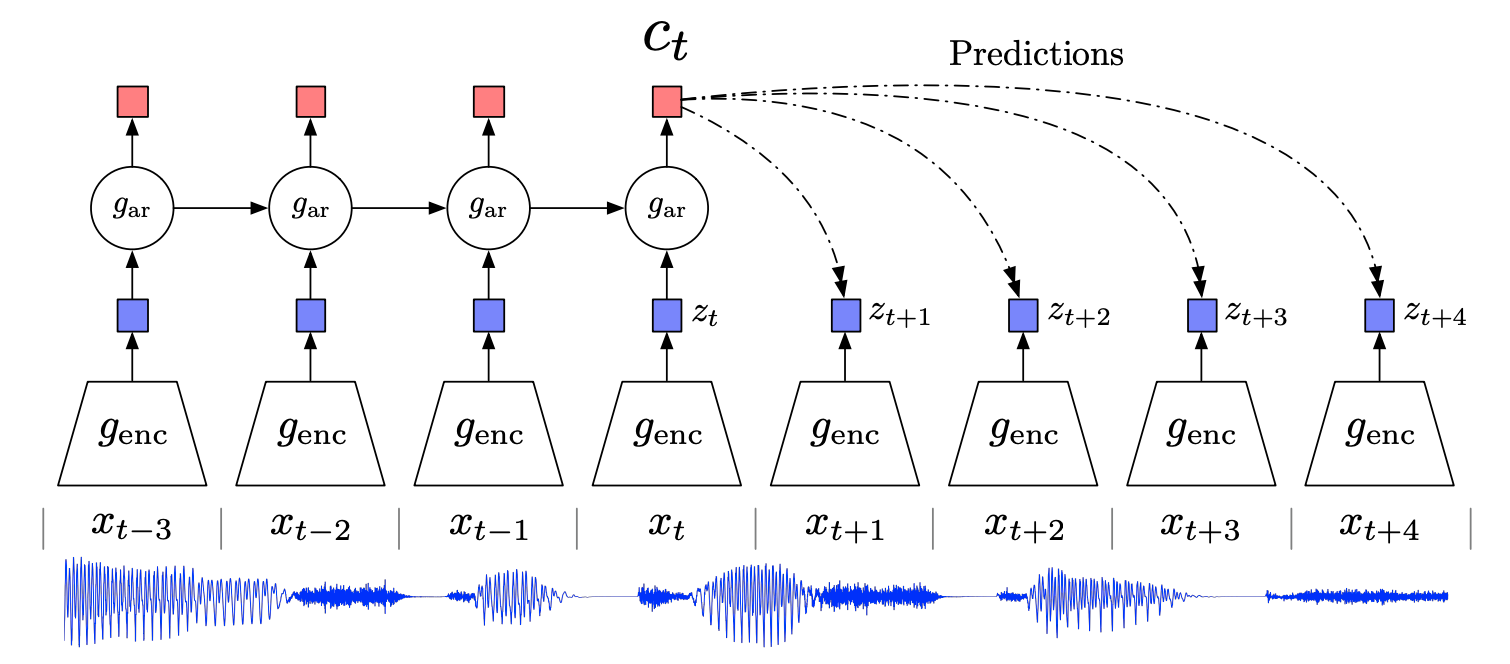 c_t
Predictions
g_ar g_ar g_ar g_ar
z_t z_{t+1} z_{t+2} z_{t+3} z_{t+4}
g_enc g_enc g_enc g_enc g_enc g_enc g_enc g_enc
x_{t−3} x_{t−2} x_{t−1} x_t x_{t+1} x_{t+2} x_{t+3} x_{t+4}